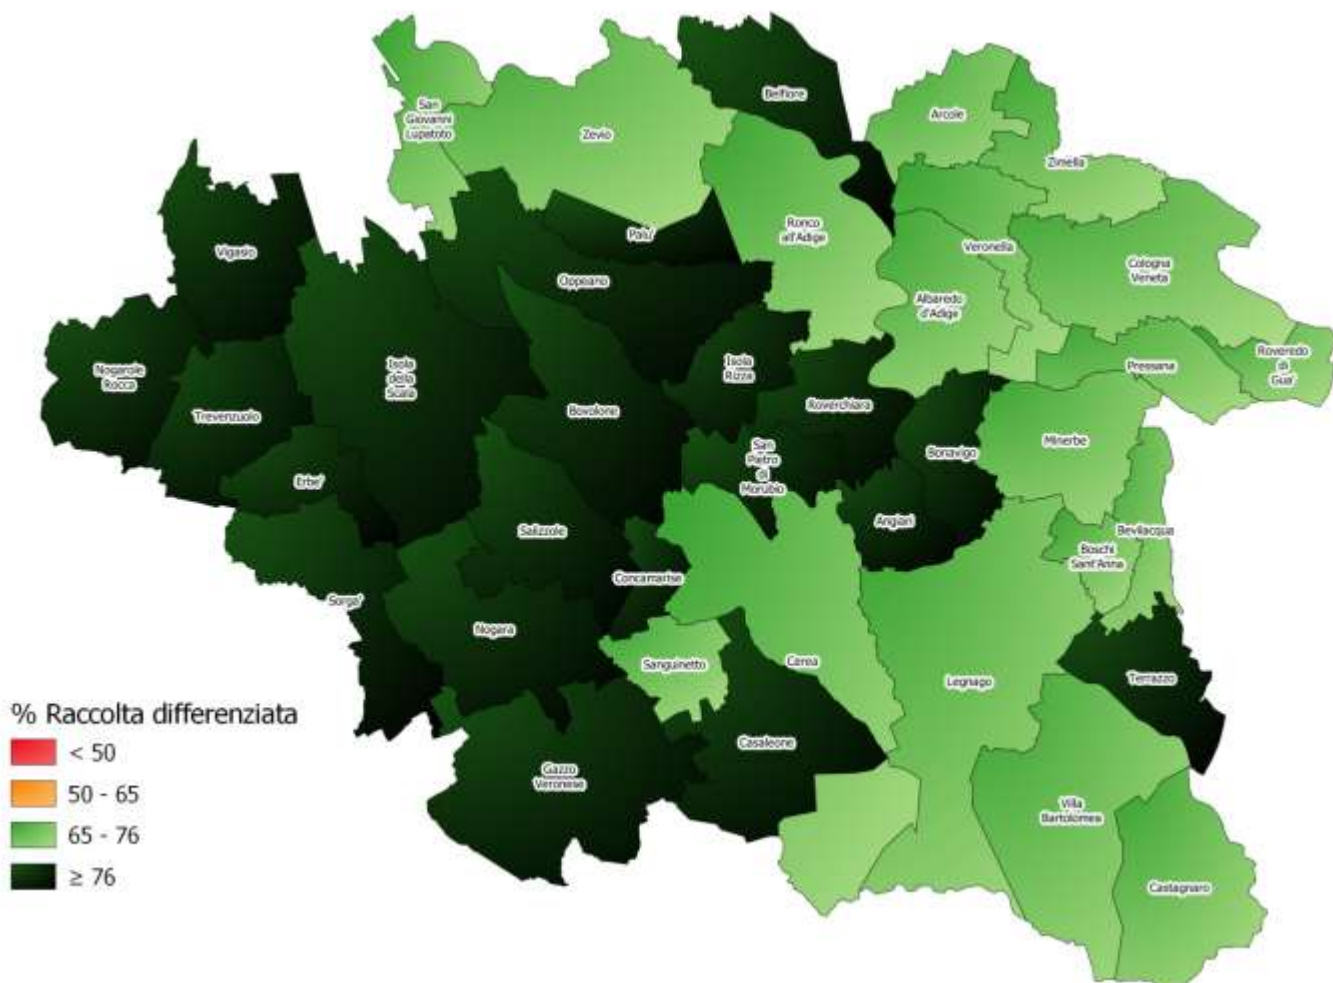 Belfiore
San
Giovanni
Lupatoto
Zevio
Arcole
Zimella
Vigasio
Palu'
Ronco
all'Adige
Veronella
Cologna
Veneta
Oppeano
Albaredo
d'Adige
Nogarole
Rocca
Isola
della
Scala
Isola
Rizza
Pressana
Roveredo
di
Gua'
Trevenzuolo
Bovolone
Roverchiara
Minerbe
San
Pietro
di
Morubio
Bonavigo
Erbe'
Salizzole
Angiari
Bevilacqua
Boschi
Sant'Anna
Concamarise
Sorga'
Nogara
Sanguinetto
Cerea
Legnago
Terrazzo
Casaleone
Gazzo
Veronese
Villa
Bartolomea
Castagnaro
% Raccolta differenziata
< 50
50 - 65
65 - 76
≥ 76